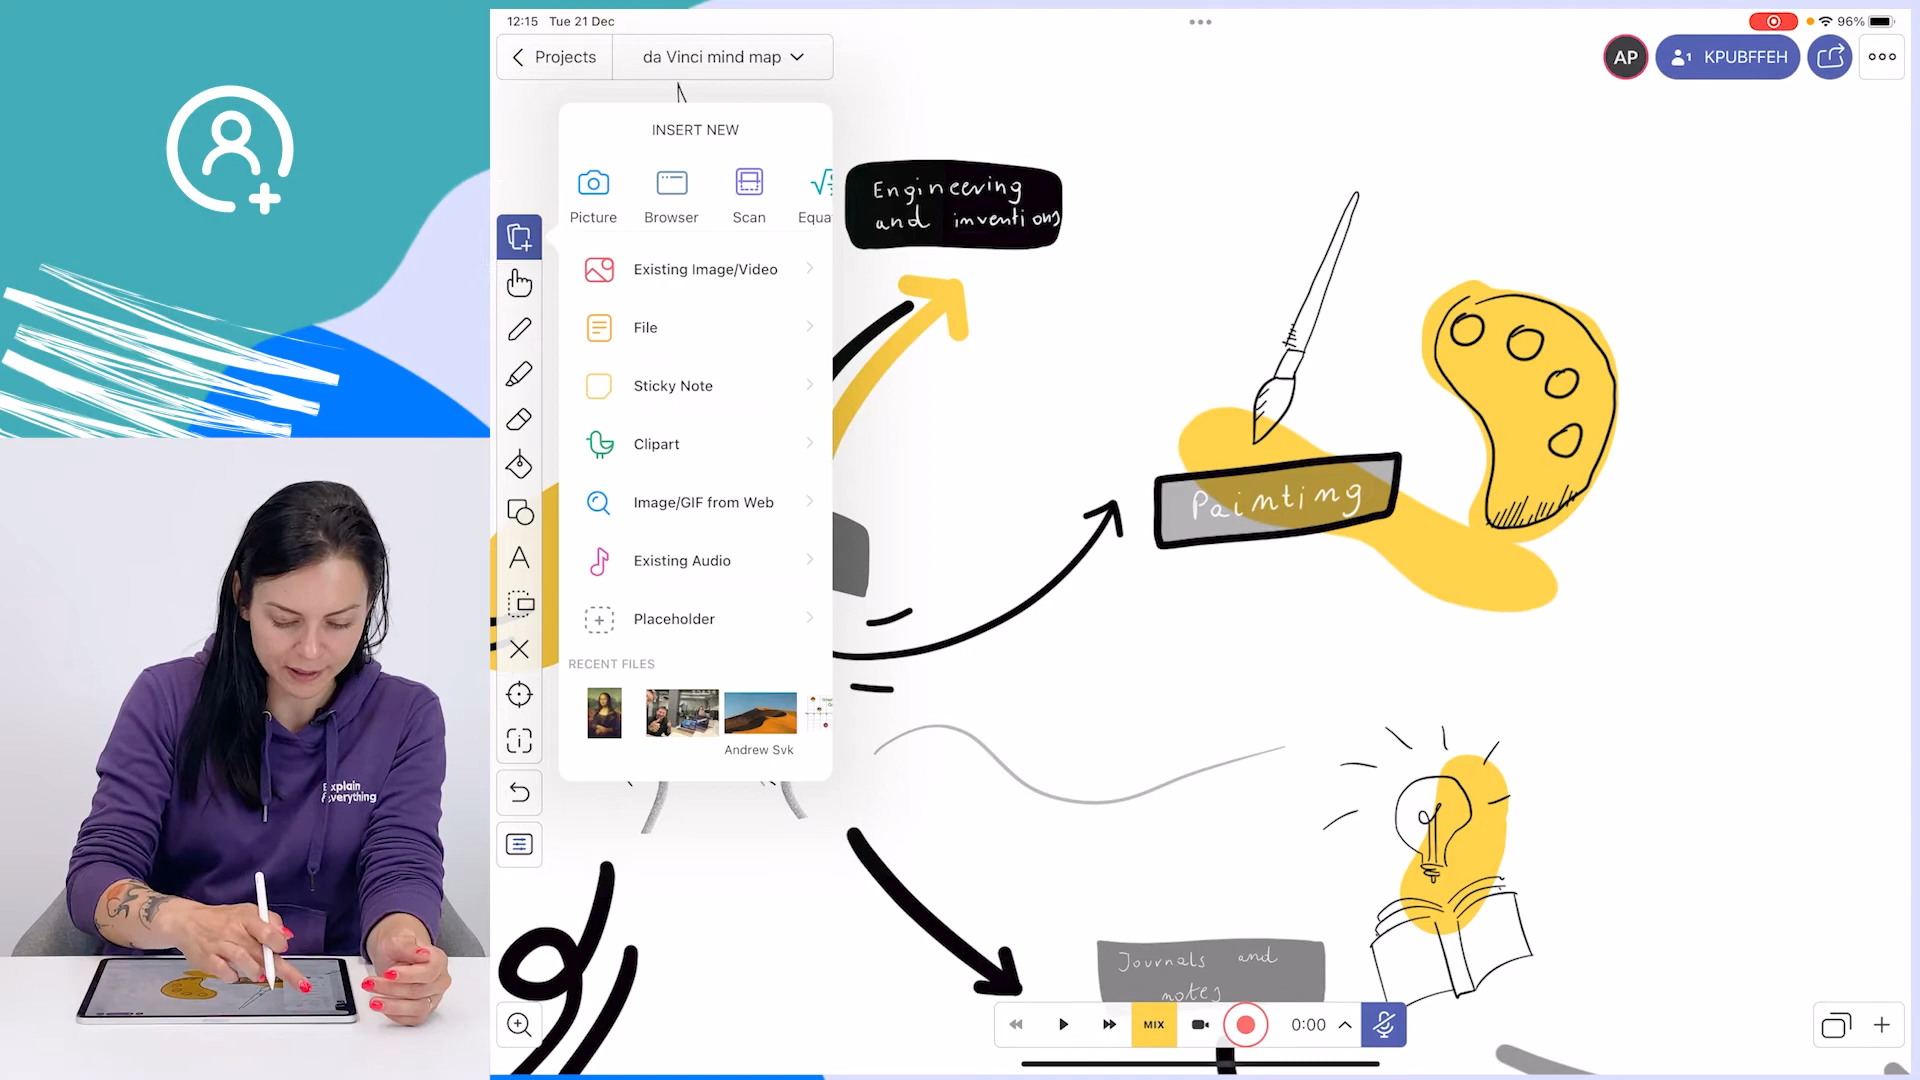 12:15 Tue 21 Dec
96%
Projects
da Vinci mind map
AP
1 KPUBFFEH
INSERT NEW
Picture
Browser
Scan
Equa
Existing Image/Video
File
Sticky Note
Clipart
Image/GIF from Web
Existing Audio
Placeholder
RECENT FILES
Andrew Svk
Engineering
and inventions
Painting
Journals and
notes
A
MIX
0:00
Explain
Everything